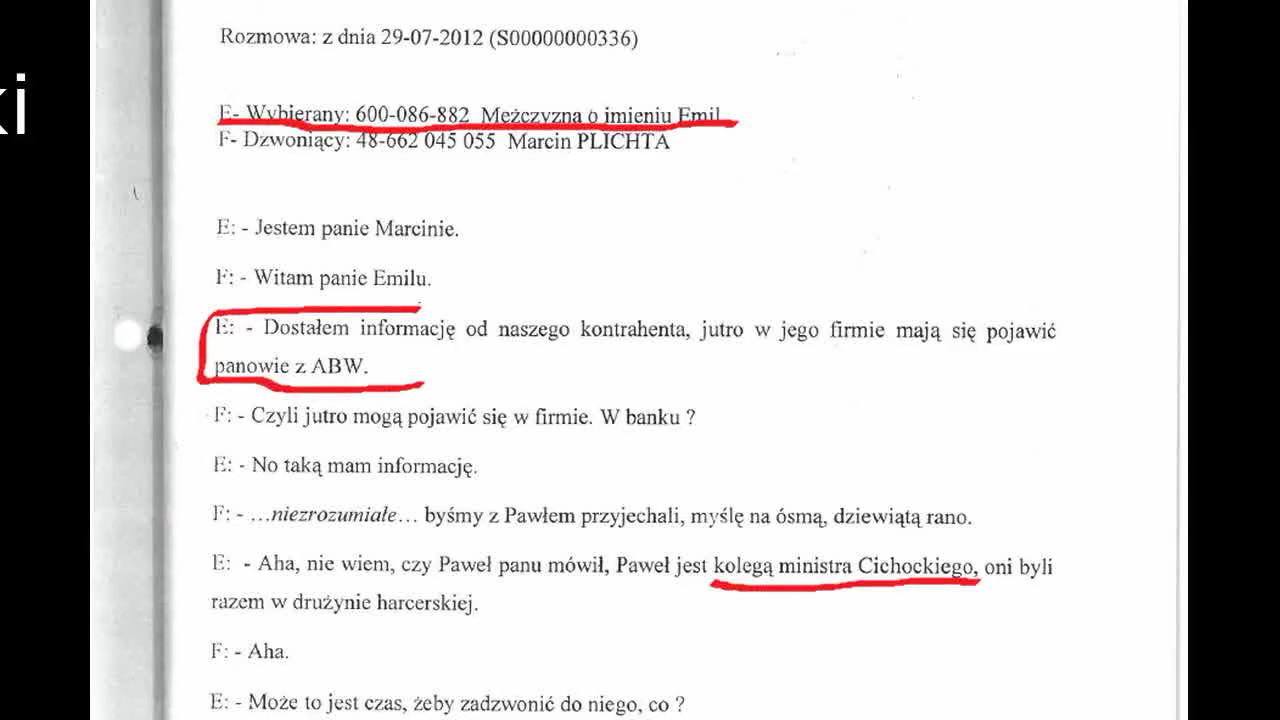 ki
Rozmowa: z dnia 29-07-2012 (S00000000336)
E- Wybierany: 600-086-882 Mężczyzna o imieniu Emil
F- Dzwoniący: 48-662 045 055 Marcin PLICHTA
E: - Jestem panie Marcinie.
F: - Witam panie Emilu.
E: - Dostałem informację od naszego kontrahenta, jutro w jego firmie mają się pojawić
panowie z ABW.
F: - Czyli jutro mogą pojawić się w firmie. W banku ?
E: - No taką mam informację.
F: - …niezrozumiałe… byśmy z Pawłem przyjechali, myślę na ósmą, dziewiątą rano.
E: - Aha, nie wiem, czy Paweł panu mówił, Paweł jest kolegą ministra Cichockiego, oni byli
razem w drużynie harcerskiej.
F: - Aha.
E: - Może to jest czas, żeby zadzwonić do niego, co ?